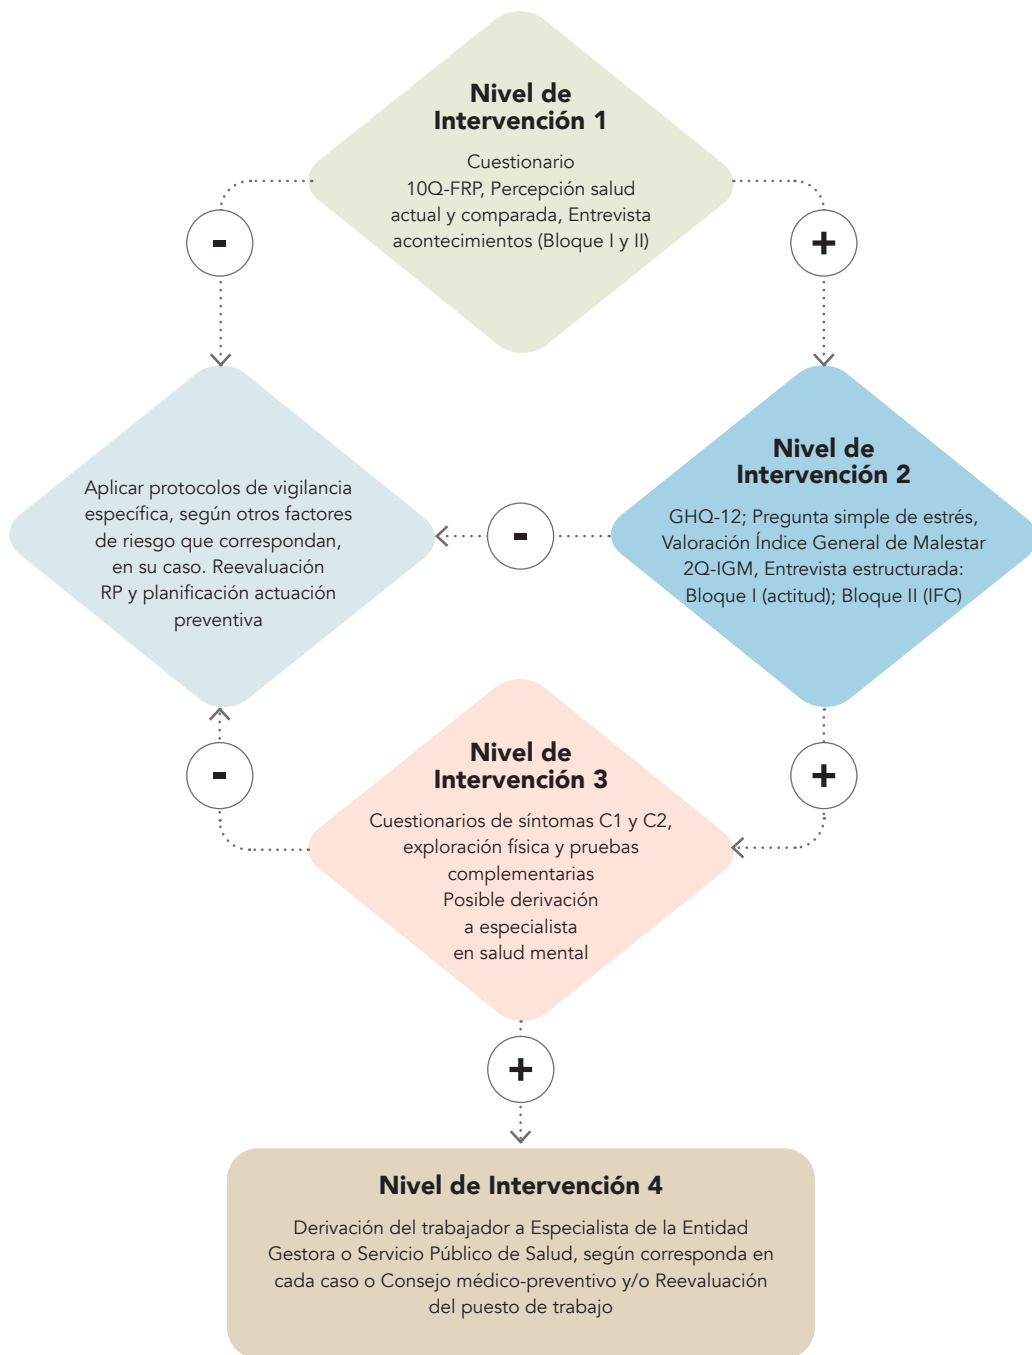 Nivel de
Intervención 1
Cuestionario
10Q-FRP, Percepción salud
actual y comparada, Entrevista
acontecimientos (Bloque I y II)
-
+
Nivel de
Intervención 2
GHQ-12; Pregunta simple de estrés,
Valoración Índice General de Malestar
2Q-IGM, Entrevista estructurada:
Bloque I (actitud); Bloque II (IFC)
Aplicar protocolos de vigilancia
específica, según otros factores
de riesgo que correspondan,
en su caso. Reevaluación
RP y planificación actuación
preventiva
-
Nivel de
Intervención 3
Cuestionarios de síntomas C1 y C2,
exploración física y pruebas
complementarias
Posible derivación
a especialista
en salud mental
-
+
+
Nivel de Intervención 4
Derivación del trabajador a Especialista de la Entidad
Gestora o Servicio Público de Salud, según corresponda en
cada caso o Consejo médico-preventivo y/o Reevaluación
del puesto de trabajo